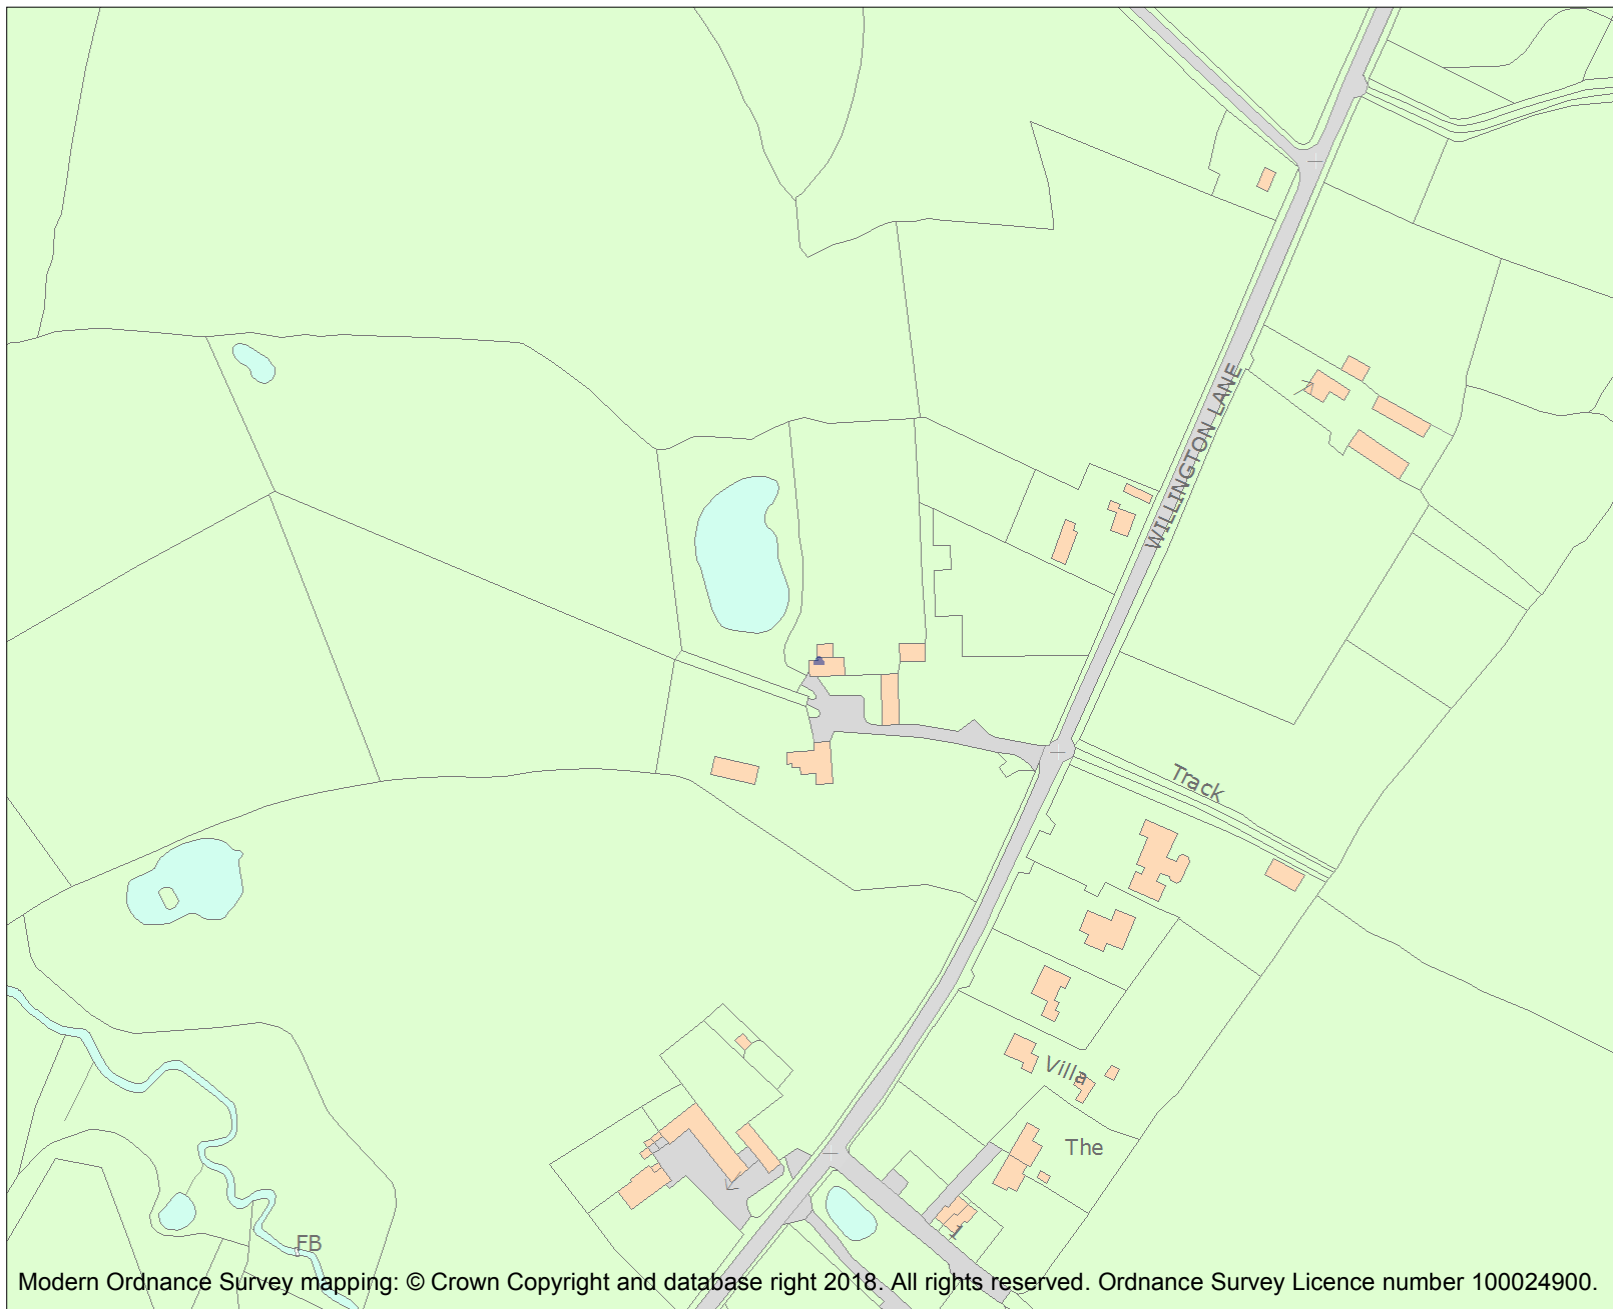 WILLINGTON LANE
Track
Villa
The
1
FB
Modern Ordnance Survey mapping: © Crown Copyright and database right 2018. All rights reserved. Ordnance Survey Licence number 100024900.